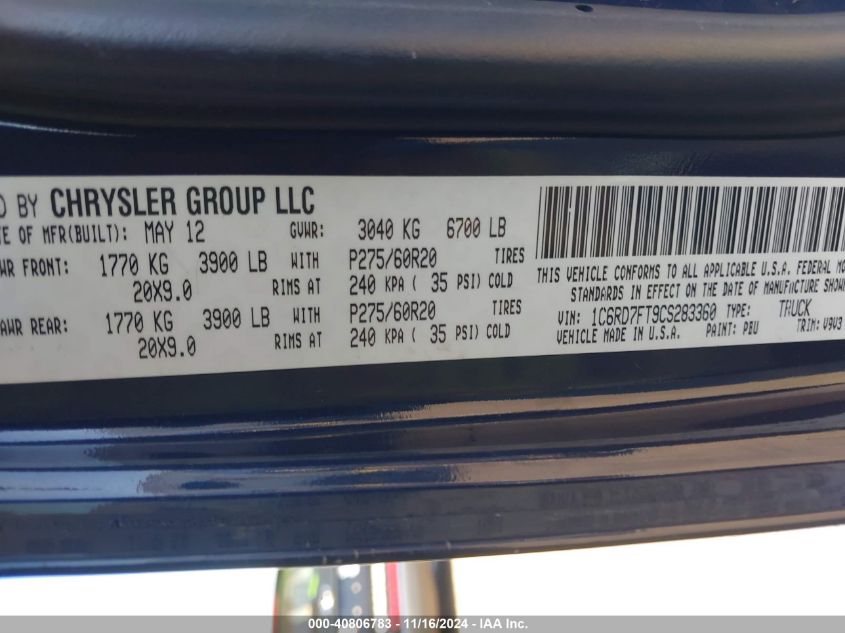 D BY CHRYSLER GROUP LLC
TE OF MFR(BUILT): MAY 12 GVWR: 3040 KG 6700 LB
WR FRONT: 1770 KG 3900 LB WITH P275/60R20 TIRES
20X9.0 RIMS AT 240 KPA ( 35 PSI) COLD
AWR REAR: 1770 KG 3900 LB WITH P275/60R20 TIRES
20X9.0 RIMS AT 240 KPA ( 35 PSI) COLD
THIS VEHICLE CONFORMS TO ALL APPLICABLE U.S.A. FEDERAL MO
STANDARDS IN EFFECT ON THE DATE OF MANUFACTURE SHOWN
VIN: 1C6RD7FT9CS283360 TYPE: TRUCK
VEHICLE MADE IN U.S.A. PAINT: PBU TRIM: V9V3
000-40806783 - 11/16/2024 - IAA Inc.